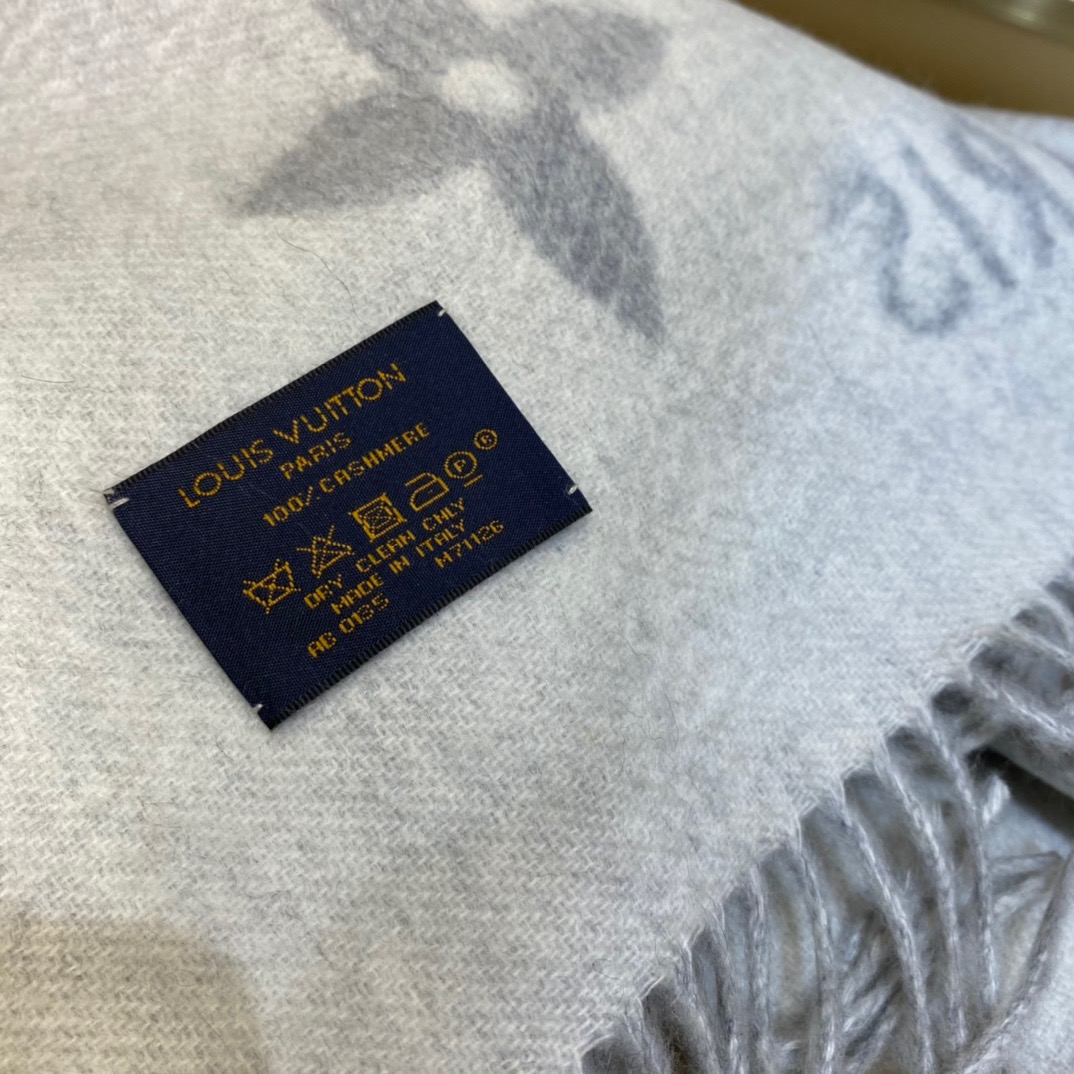 LOUIS VUITTON
PARIS
100/CASHMERE
P
DRY CLEAN ONLY
MADE IN ITALY
M71126
AB 0135